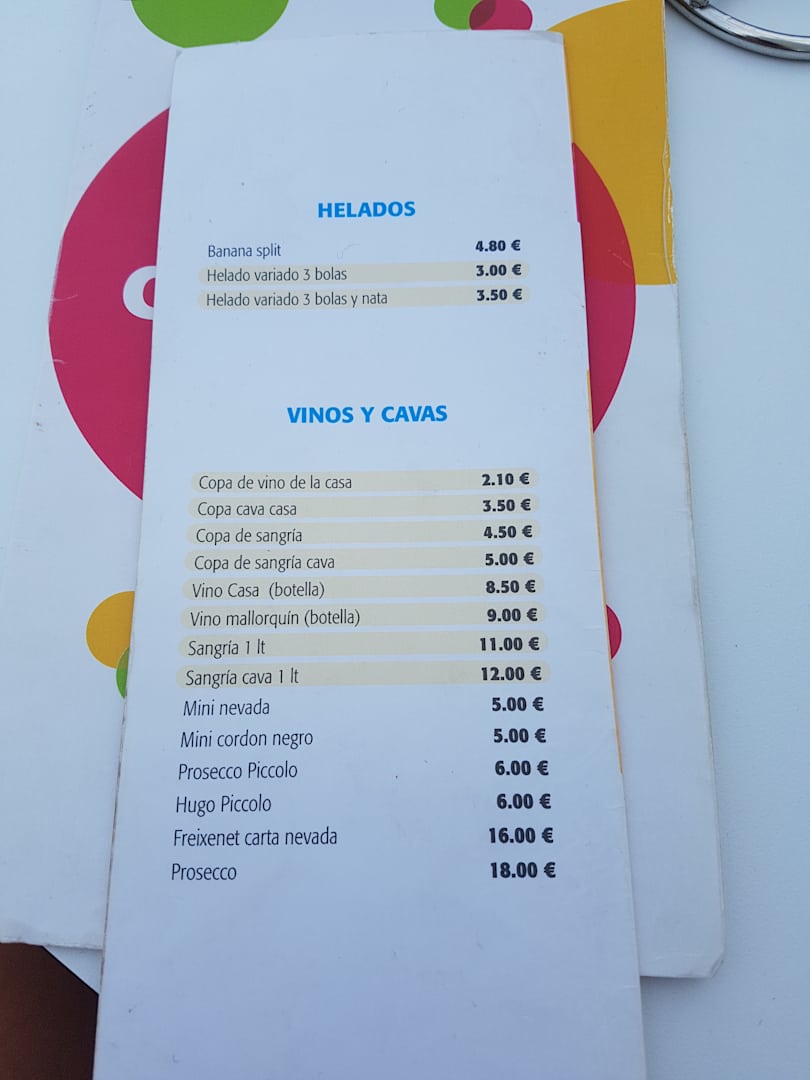 HELADOS
Banana split 4.80 €
Helado variado 3 bolas 3.00 €
Helado variado 3 bolas y nata 3.50 €
VINOS Y CAVAS
Copa de vino de la casa 2.10 €
Copa cava casa 3.50 €
Copa de sangría 4.50 €
Copa de sangría cava 5.00 €
Vino Casa (botella) 8.50 €
Vino mallorquín (botella) 9.00 €
Sangría 1 lt 11.00 €
Sangría cava 1 lt 12.00 €
Mini nevada 5.00 €
Mini cordon negro 5.00 €
Prosecco Piccolo 6.00 €
Hugo Piccolo 6.00 €
Freixenet carta nevada 16.00 €
Prosecco 18.00 €